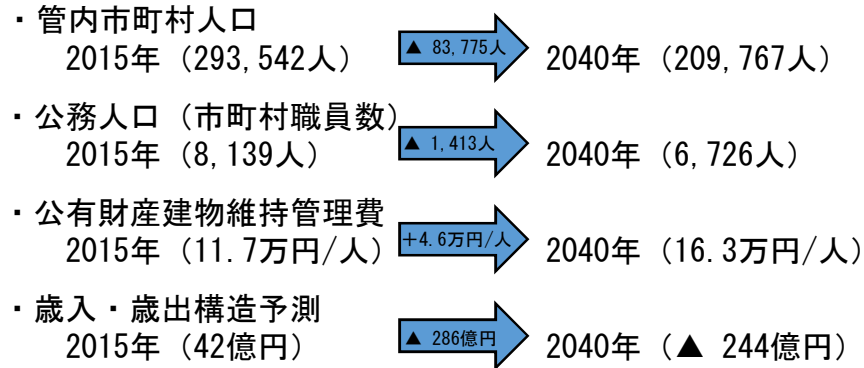 ・管内市町村人口
2015年（293,542人） ▲ 83,775人 2040年（209,767人）
・公務人口（市町村職員数）
2015年（8,139人） ▲ 1,413人 2040年（6,726人）
・公有財産建物維持管理費
2015年（11.7万円/人） ＋4.6万円/人 2040年（16.3万円/人）
・歳入・歳出構造予測
2015年（42億円） ▲ 286億円 2040年（▲ 244億円）